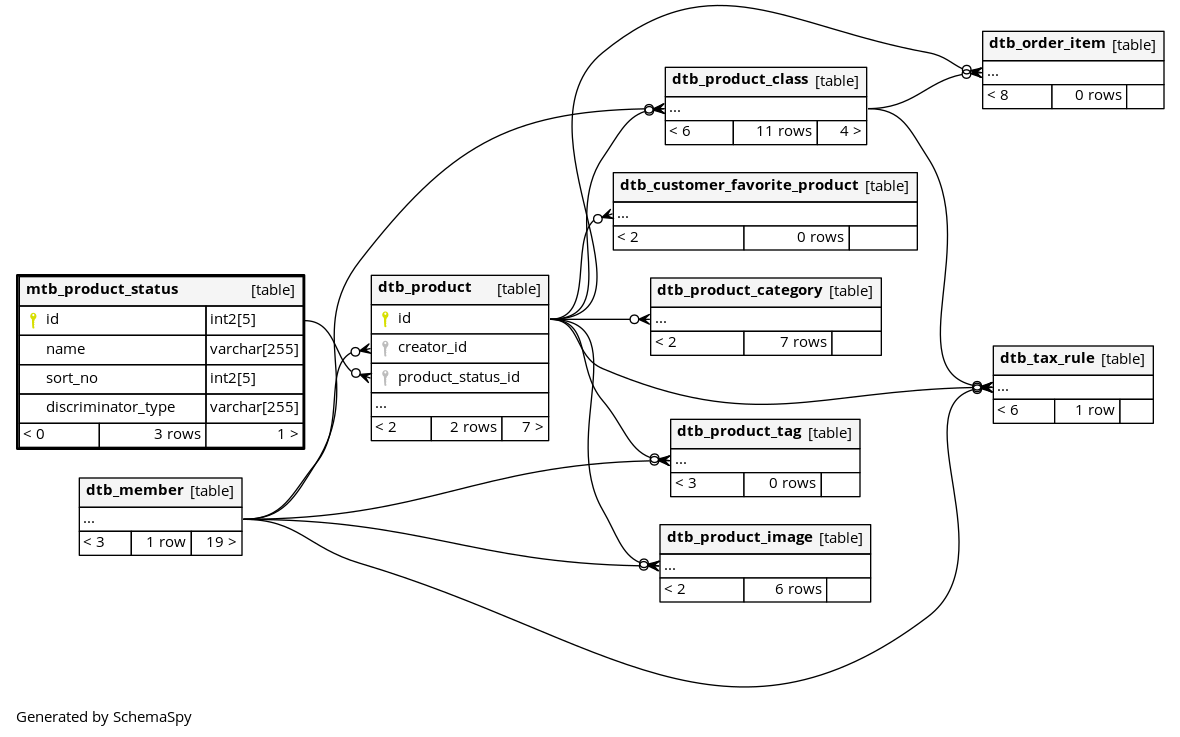 mtb_product_status [table]
id int2[5]
name varchar[255]
sort_no int2[5]
discriminator_type varchar[255]
< 0 3 rows 1 >
dtb_member [table]
...
< 3 1 row 19 >
dtb_product [table]
id
creator_id
product_status_id
...
< 2 2 rows 7 >
dtb_product_class [table]
...
< 6 11 rows 4 >
dtb_customer_favorite_product [table]
...
< 2 0 rows
dtb_product_category [table]
...
< 2 7 rows
dtb_product_tag [table]
...
< 3 0 rows
dtb_product_image [table]
...
< 2 6 rows
dtb_order_item [table]
...
< 8 0 rows
dtb_tax_rule [table]
...
< 6 1 row
Generated by SchemaSpy